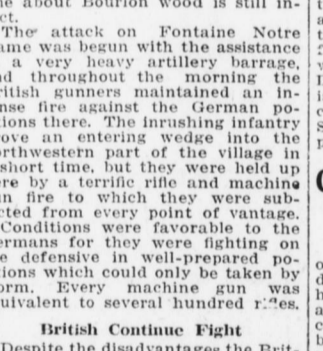 ne about Bourlon wood is still in-
ct.
The attack on Fontaine Notre
ame was begun with the assistance
a very heavy artillery barrage,
nd throughout the morning the
ritish gunners maintained an in-
nse fire against the German po-
tions there. The inrushing infantry
ove an entering wedge into the
orthwestern part of the village in
short time, but they were held up
ere by a terrific rifle and machine
un fire to which they were sub-
cted from every point of vantage.
Conditions were favorable to the
ermans for they were fighting on
e defensive in well-prepared po-
tions which could only be taken by
orm. Every machine gun was
uivalent to several hundred rifles.
British Continue Fight
Despite the disadvantages the Brit-